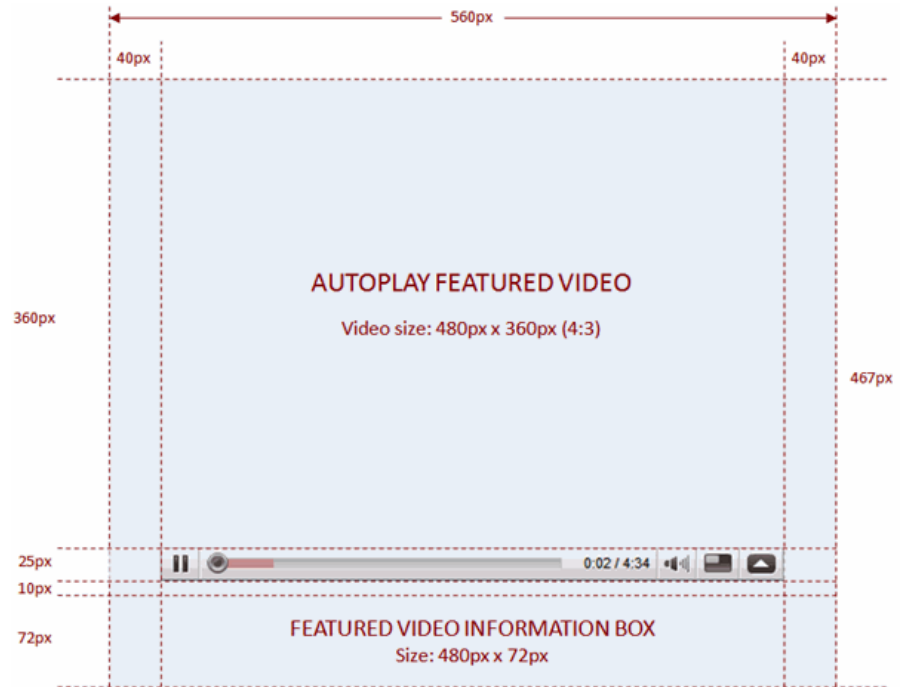 560px
40px
40px
AUTOPLAY FEATURED VIDEO
Video size: 480px x 360px (4:3)
360px
467px
25px
0:02 / 4:34
10px
FEATURED VIDEO INFORMATION BOX
72px
Size: 480px x 72px